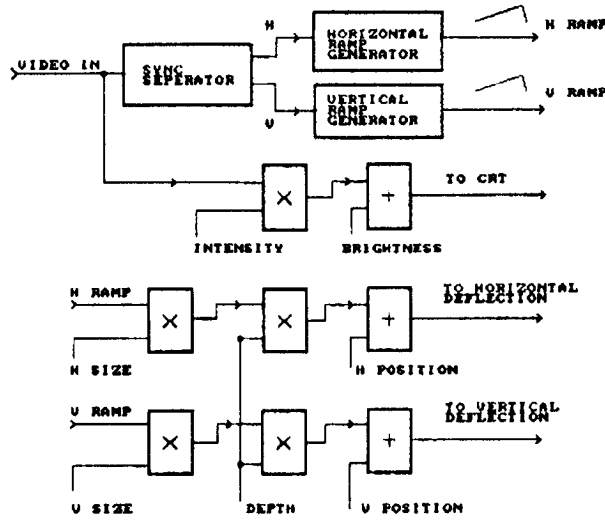 H
HORIZONTAL
RAMP
GENERATOR
H RAMP
VIDEO IN
SYNC
SEPERATOR
V
VERTICAL
RAMP
GENERATOR
V RAMP
×
+
TO CRT
INTENSITY
BRIGHTNESS
H RAMP
×
×
+
TO HORIZONTAL
DEFLECTION
H SIZE
H POSITION
V RAMP
×
×
+
TO VERTICAL
DEFLECTION
V SIZE
DEPTH
V POSITION